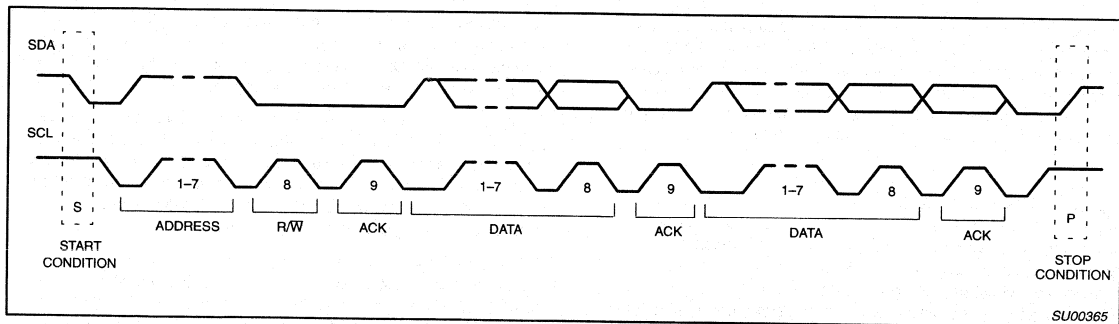 SDA
SCL
1–7 8 9 1–7 8 9 1–7 8 9
S P
ADDRESS R/W̅ ACK DATA ACK DATA ACK
START
CONDITION
STOP
CONDITION
SU00365